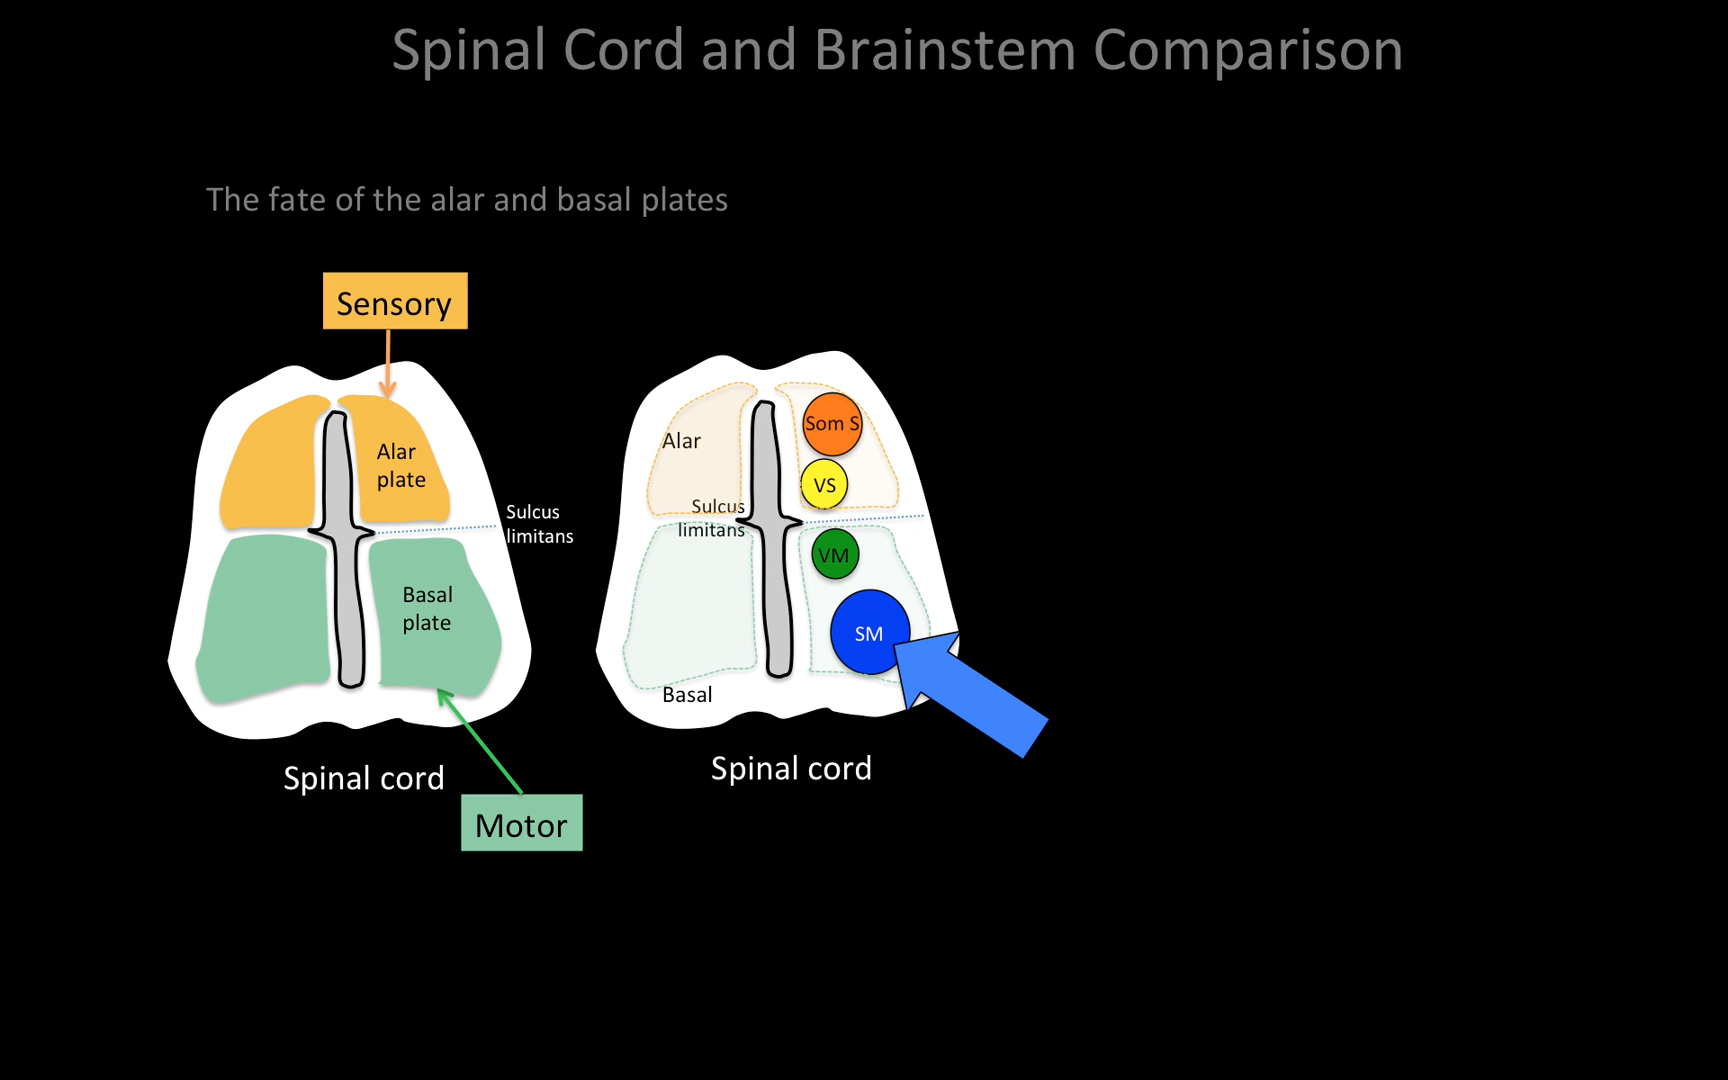 Spinal Cord and Brainstem Comparison
The fate of the alar and basal plates
Sensory
Alar
plate
Sulcus
limitans
Basal
plate
Spinal cord
Motor
Som S
Alar
VS
Sulcus
limitans
VM
SM
Basal
Spinal cord